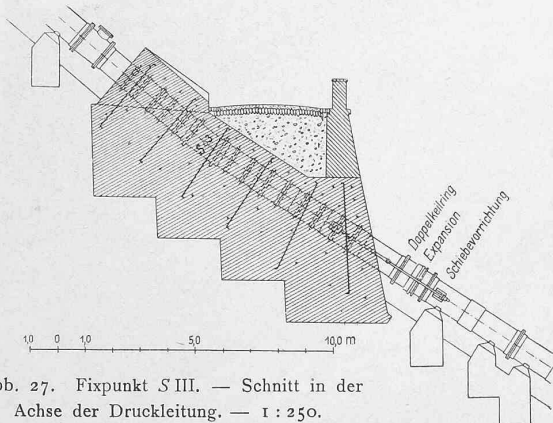 S 3
Doppelkeilring
Expansion
Schiebevorrichtung
1,0 0 1,0 5,0 10,0 m
bb. 27. Fixpunkt S III. — Schnitt in der
Achse der Druckleitung. — 1 : 250.